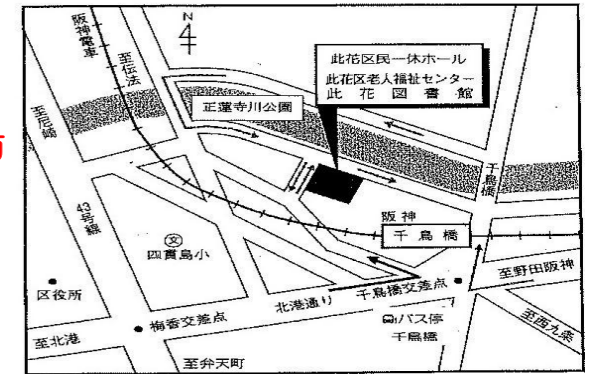 阪神電車
至伝法
N
此花区民一休ホール
此花区老人福祉センター
此花図書館
正蓮寺川公園
至尼崎
千鳥橋
43号線
阪神
千鳥橋
文
四貫島小
区役所
北港通り
千鳥橋交差点
至野田阪神
梅香交差点
バス停
千鳥橋
至西九条
至北港
至弁天町